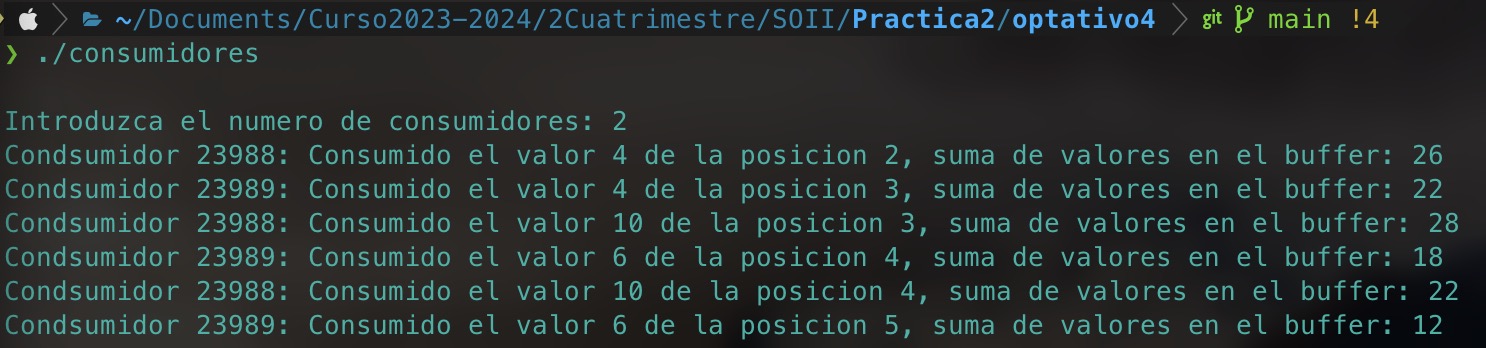 ~/Documents/Curso2023-2024/2Cuatrimestre/SOII/Practica2/optativo4 git main !4
❯ ./consumidores
Introduzca el numero de consumidores: 2
Condsumidor 23988: Consumido el valor 4 de la posicion 2, suma de valores en el buffer: 26
Condsumidor 23989: Consumido el valor 4 de la posicion 3, suma de valores en el buffer: 22
Condsumidor 23988: Consumido el valor 10 de la posicion 3, suma de valores en el buffer: 28
Condsumidor 23989: Consumido el valor 6 de la posicion 4, suma de valores en el buffer: 18
Condsumidor 23988: Consumido el valor 10 de la posicion 4, suma de valores en el buffer: 22
Condsumidor 23989: Consumido el valor 6 de la posicion 5, suma de valores en el buffer: 12